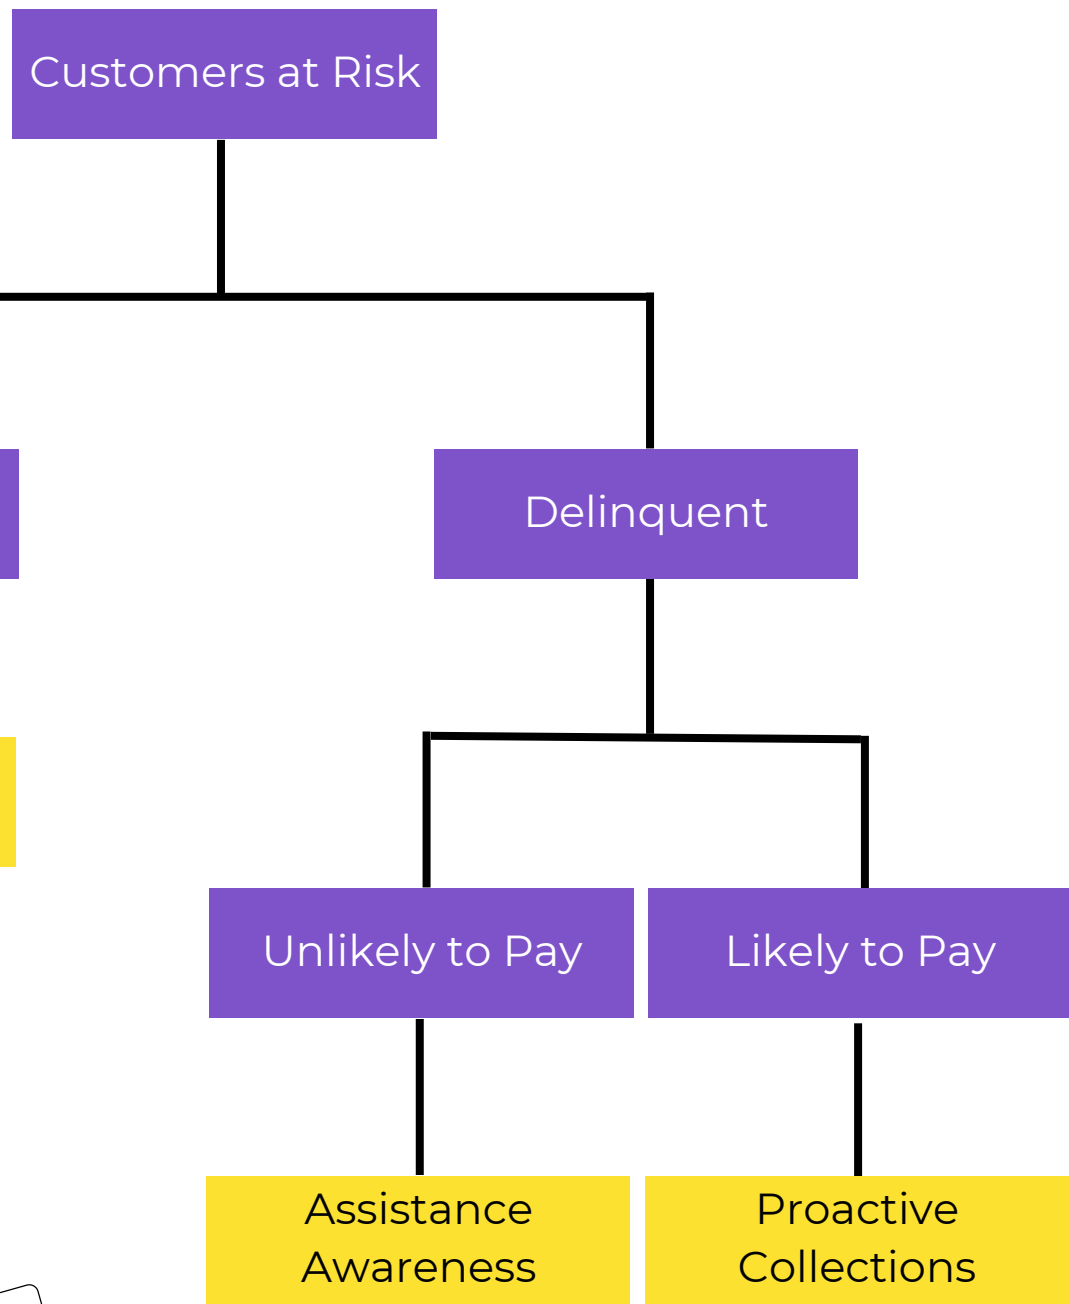 Customers at Risk
Delinquent
Unlikely to Pay
Likely to Pay
Assistance
Awareness
Proactive
Collections